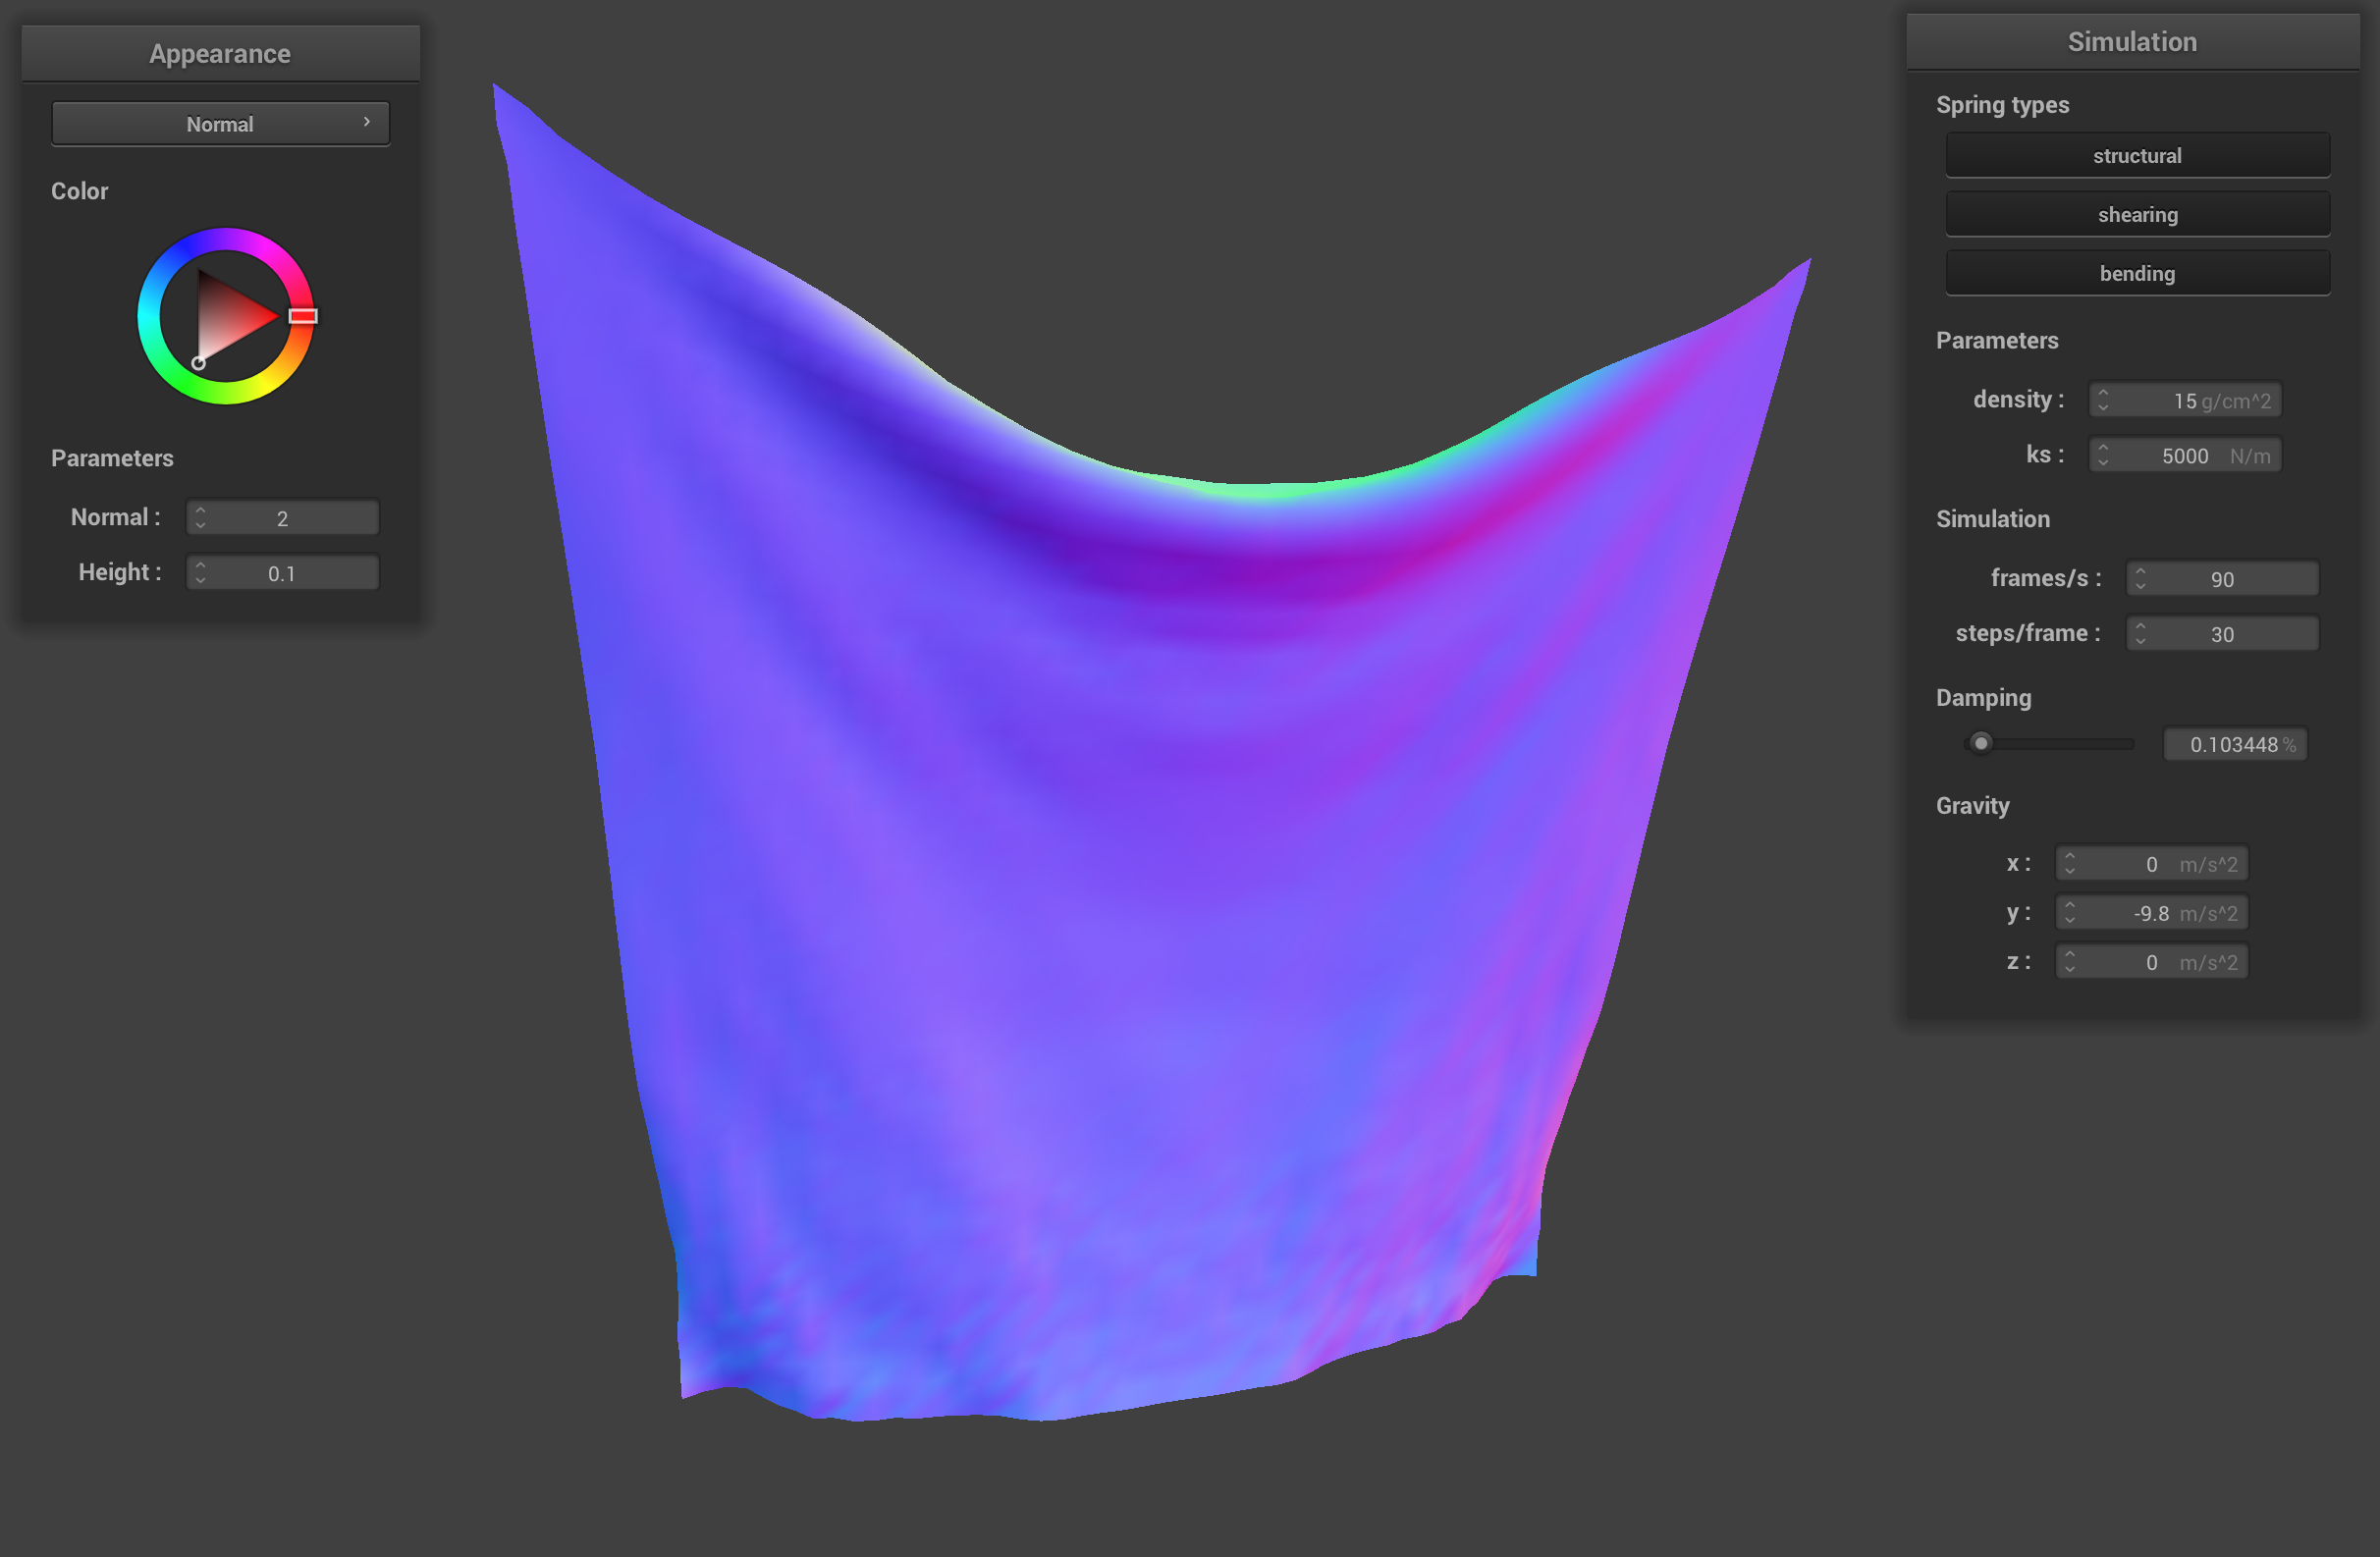 Appearance
Normal
Color
Parameters
Normal : 2
Height : 0.1
Simulation
Spring types
structural
shearing
bending
Parameters
density : 15 g/cm^2
ks : 5000 N/m
Simulation
frames/s : 90
steps/frame : 30
Damping
0.103448 %
Gravity
x : 0 m/s^2
y : -9.8 m/s^2
z : 0 m/s^2